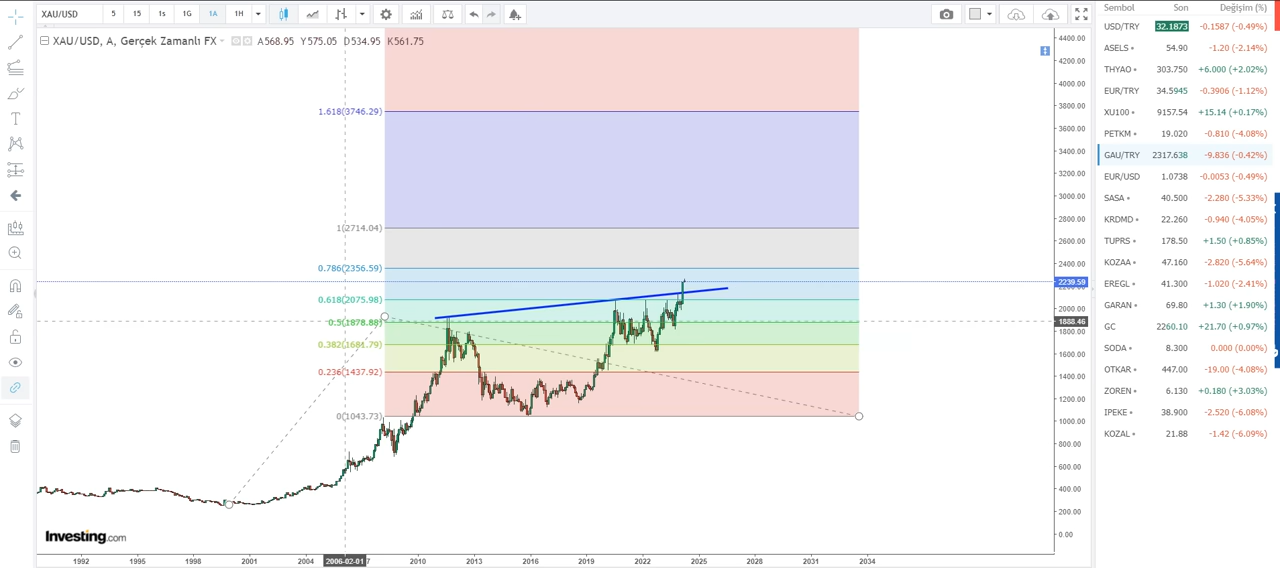 XAU/USD 5 15 1s 1G 1A 1H
XAU/USD, A, Gerçek Zamanlı FX A568.95 Y575.05 D534.95 K561.75
1.618(3746.29)
1(2714.04)
0.786(2356.59)
0.618(2075.98)
0.5(1878.88)
0.382(1681.79)
0.236(1437.92)
0(1043.73)
Investing.com
4400.00
4200.00
4000.00
3800.00
3600.00
3400.00
3200.00
3000.00
2800.00
2600.00
2400.00
2239.59
2000.00
1888.46
1800.00
1600.00
1400.00
1200.00
1000.00
800.00
600.00
400.00
200.00
0.00
1992 1995 1998 2001 2004 2006-02-01 2010 2013 2016 2019 2022 2025 2028 2031 2034
Sembol Son Değişim (%)
USD/TRY 32.1873 -0.1587 (-0.49%)
ASELS 54.90 -1.20 (-2.14%)
THYAO 303.750 +6.000 (+2.02%)
EUR/TRY 34.5945 -0.3906 (-1.12%)
XU100 9157.54 +15.14 (+0.17%)
PETKM 19.020 -0.810 (-4.08%)
GAU/TRY 2317.638 -9.836 (-0.42%)
EUR/USD 1.0738 -0.0053 (-0.49%)
SASA 40.500 -2.280 (-5.33%)
KRDMD 22.260 -0.940 (-4.05%)
TUPRS 178.50 +1.50 (+0.85%)
KOZAA 47.160 -2.820 (-5.64%)
EREGL 41.300 -1.020 (-2.41%)
GARAN 69.80 +1.30 (+1.90%)
GC 2260.10 +21.70 (+0.97%)
SODA 8.300 0.000 (0.00%)
OTKAR 447.00 -19.00 (-4.08%)
ZOREN 6.130 +0.180 (+3.03%)
IPEKE 38.900 -2.520 (-6.08%)
KOZAL 21.88 -1.42 (-6.09%)